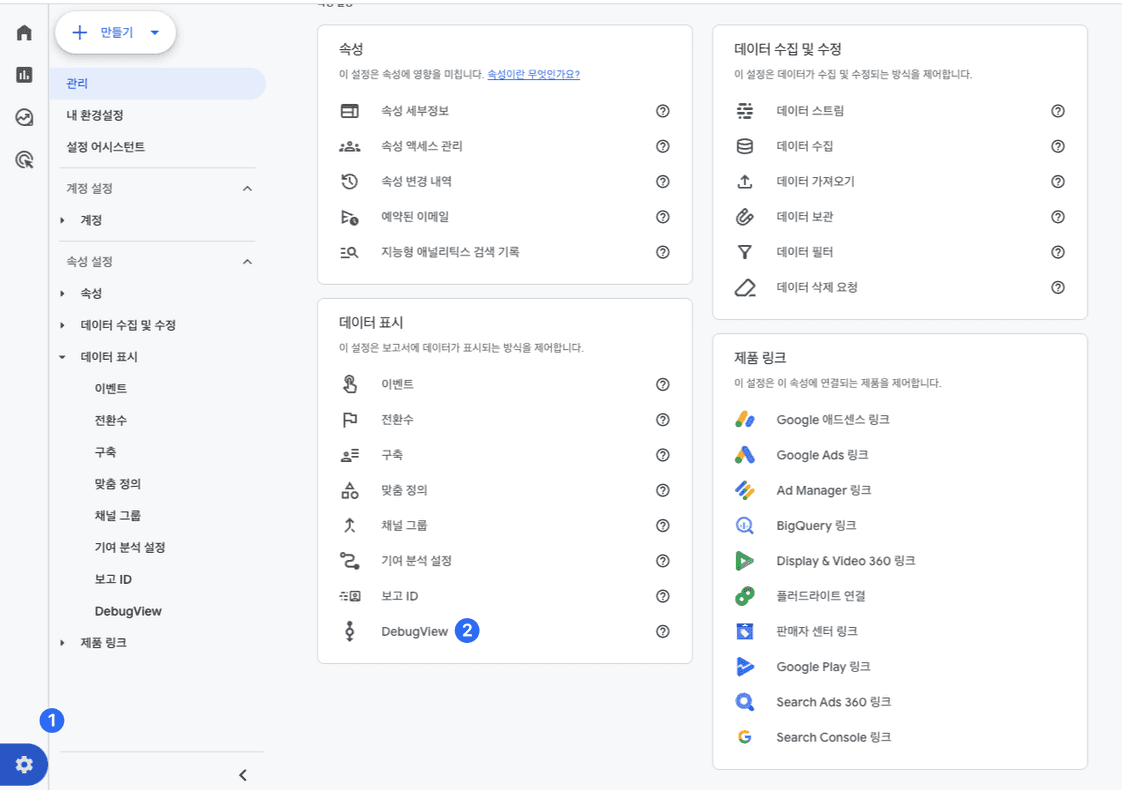 만들기
관리
내 환경설정
설정 어시스턴트
계정 설정
계정
속성 설정
속성
데이터 수집 및 수정
데이터 표시
이벤트
전환수
구축
맞춤 정의
채널 그룹
기여 분석 설정
보고 ID
DebugView
제품 링크
1
속성
이 설정은 속성에 영향을 미칩니다. 속성이란 무엇인가요?
속성 세부정보
속성 액세스 관리
속성 변경 내역
예약된 이메일
지능형 애널리틱스 검색 기록
데이터 표시
이 설정은 보고서에 데이터가 표시되는 방식을 제어합니다.
이벤트
전환수
구축
맞춤 정의
채널 그룹
기여 분석 설정
보고 ID
DebugView 2
데이터 수집 및 수정
이 설정은 데이터가 수집 및 수정되는 방식을 제어합니다.
데이터 스트림
데이터 수집
데이터 가져오기
데이터 보관
데이터 필터
데이터 삭제 요청
제품 링크
이 설정은 이 속성에 연결되는 제품을 제어합니다.
Google 애드센스 링크
Google Ads 링크
Ad Manager 링크
BigQuery 링크
Display & Video 360 링크
플러드라이트 연결
판매자 센터 링크
Google Play 링크
Search Ads 360 링크
Search Console 링크